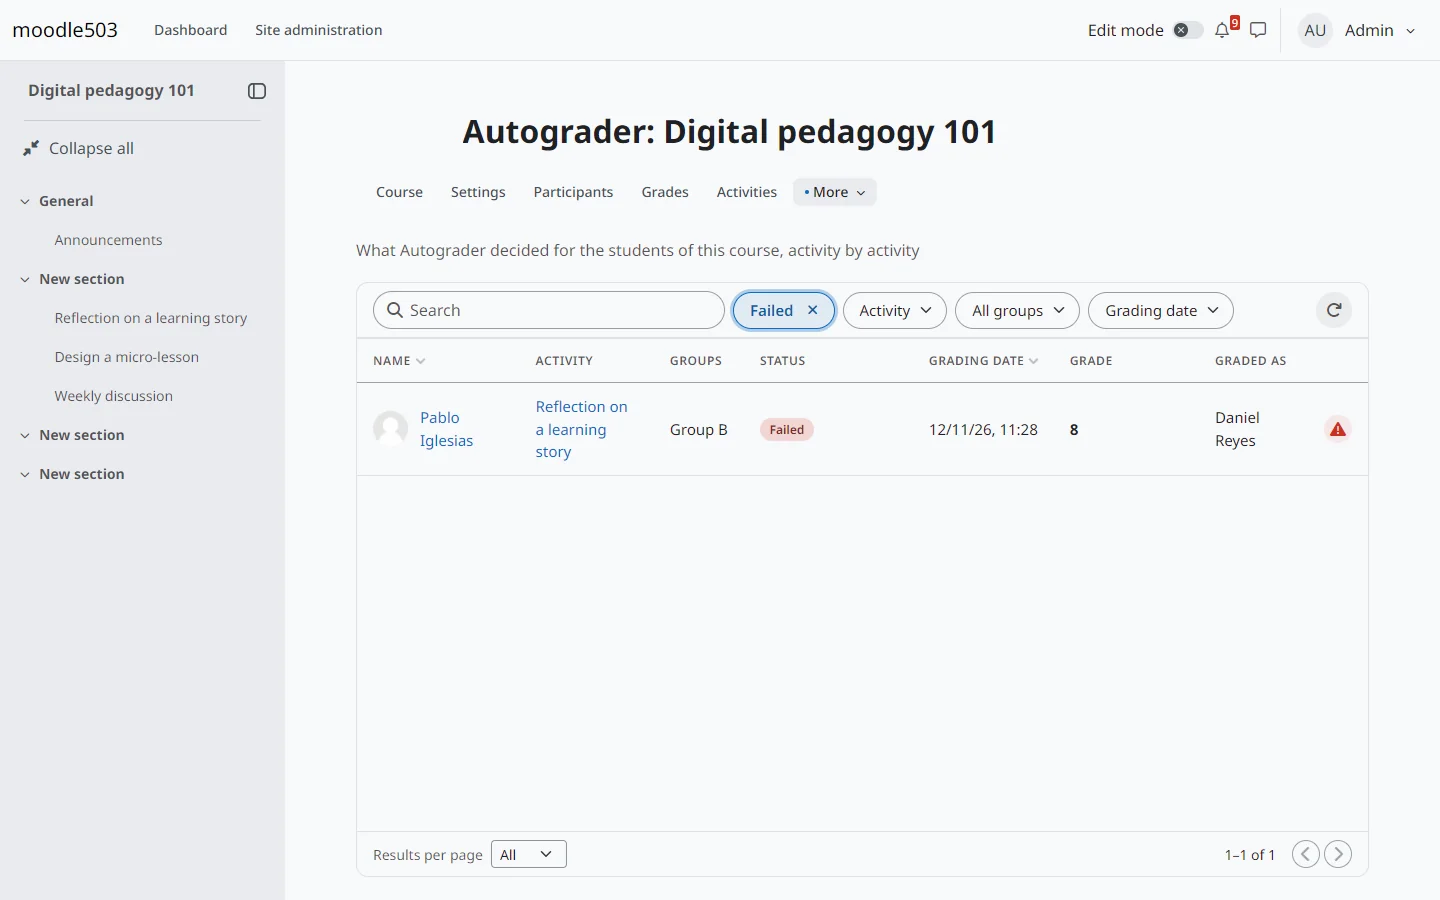 moodle503
Dashboard
Site administration
Edit mode
9
AU
Admin
Digital pedagogy 101
Collapse all
General
Announcements
New section
Reflection on a learning story
Design a micro-lesson
Weekly discussion
New section
New section
Autograder: Digital pedagogy 101
Course
Settings
Participants
Grades
Activities
More
What Autograder decided for the students of this course, activity by activity
Search
Failed
Activity
All groups
Grading date
NAME
ACTIVITY
GROUPS
STATUS
GRADING DATE
GRADE
GRADED AS
Pablo
Iglesias
Reflection on
a learning
story
Group B
Failed
12/11/26, 11:28
8
Daniel
Reyes
Results per page
All
1–1 of 1